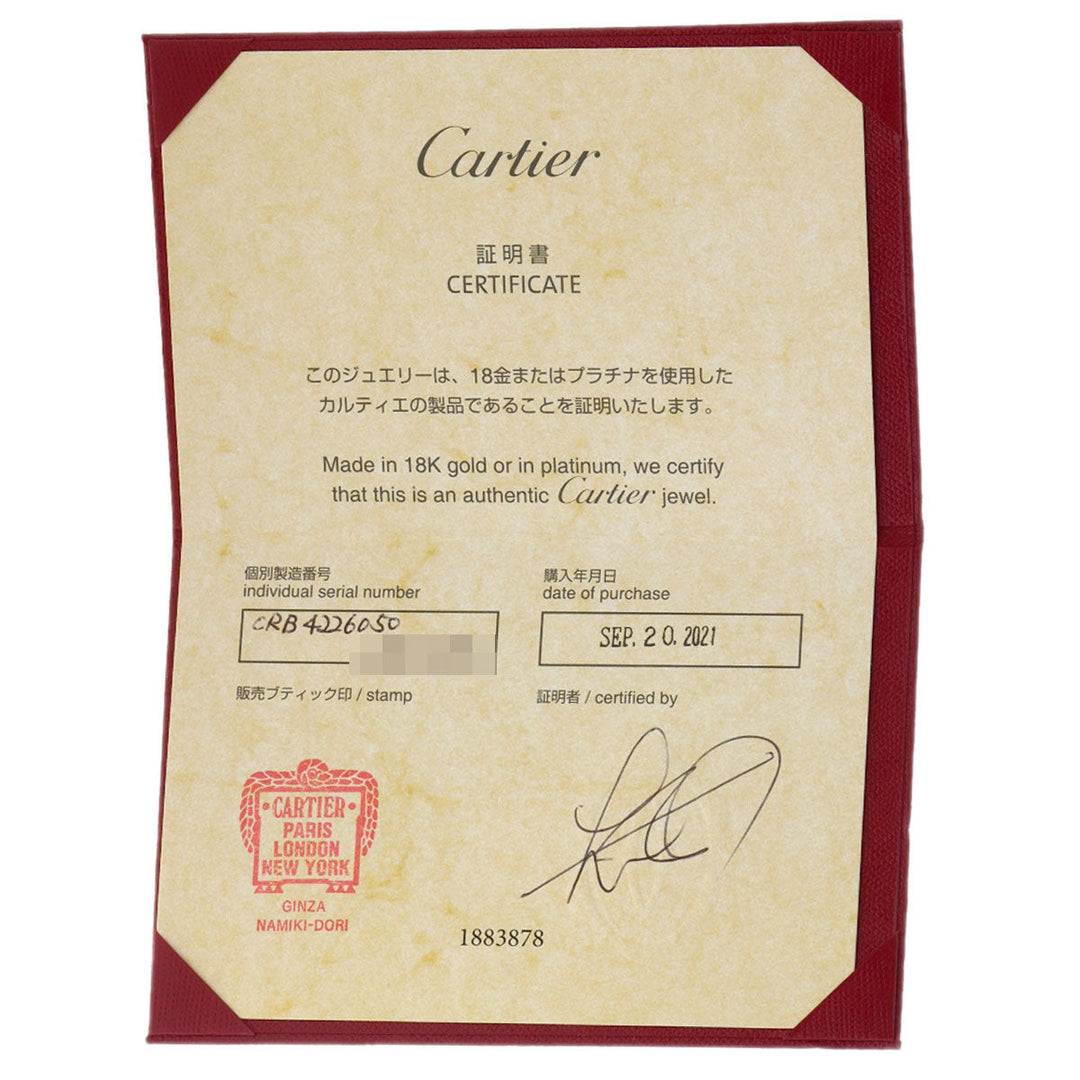 Cartier
証明書
CERTIFICATE
このジュエリーは、18金またはプラチナを使用した
カルティエの製品であることを証明いたします。
Made in 18K gold or in platinum, we certify
that this is an authentic Cartier jewel.
個別製造番号
individual serial number
CRB4226050
購入年月日
date of purchase
SEP. 20. 2021
販売ブティック印 / stamp
証明者 / certified by
CARTIER
PARIS
LONDON
NEW YORK
GINZA
NAMIKI-DORI
1883878